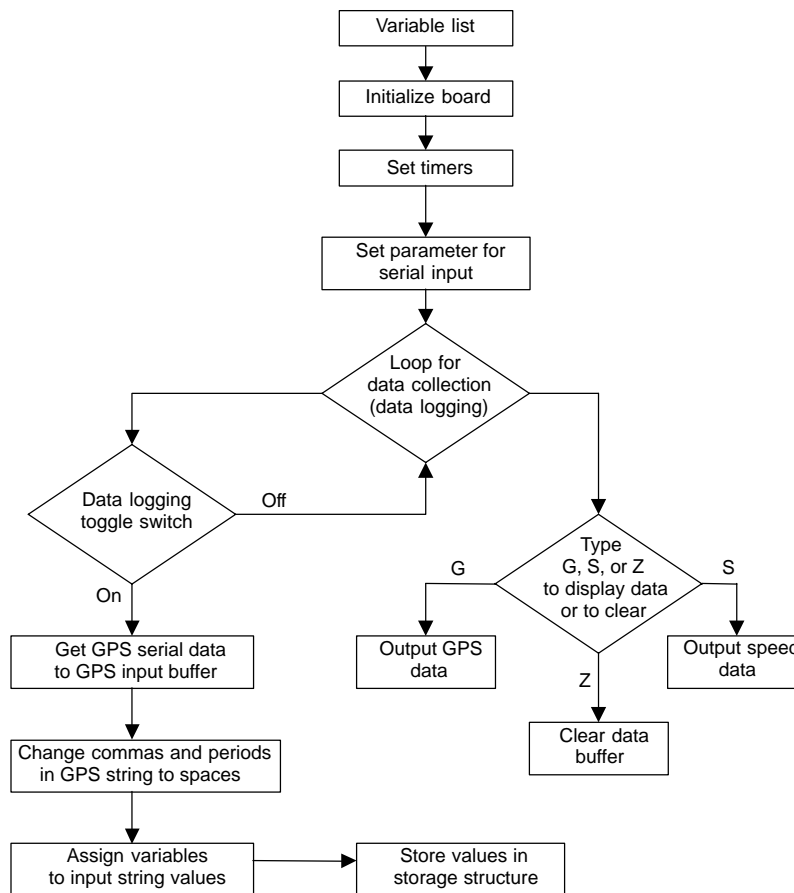 Variable list
Initialize board
Set timers
Set parameter for
serial input
Loop for
data collection
(data logging)
Data logging
toggle switch
Off
On
Type
G, S, or Z
to display data
or to clear
G
S
Z
Get GPS serial data
to GPS input buffer
Output GPS
data
Output speed
data
Clear data
buffer
Change commas and periods
in GPS string to spaces
Assign variables
to input string values
Store values in
storage structure